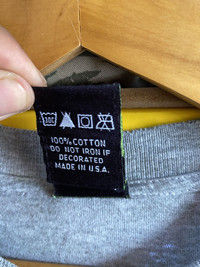 100% COTTON
DO NOT IRON IF
DECORATED
MADE IN U.S.A.